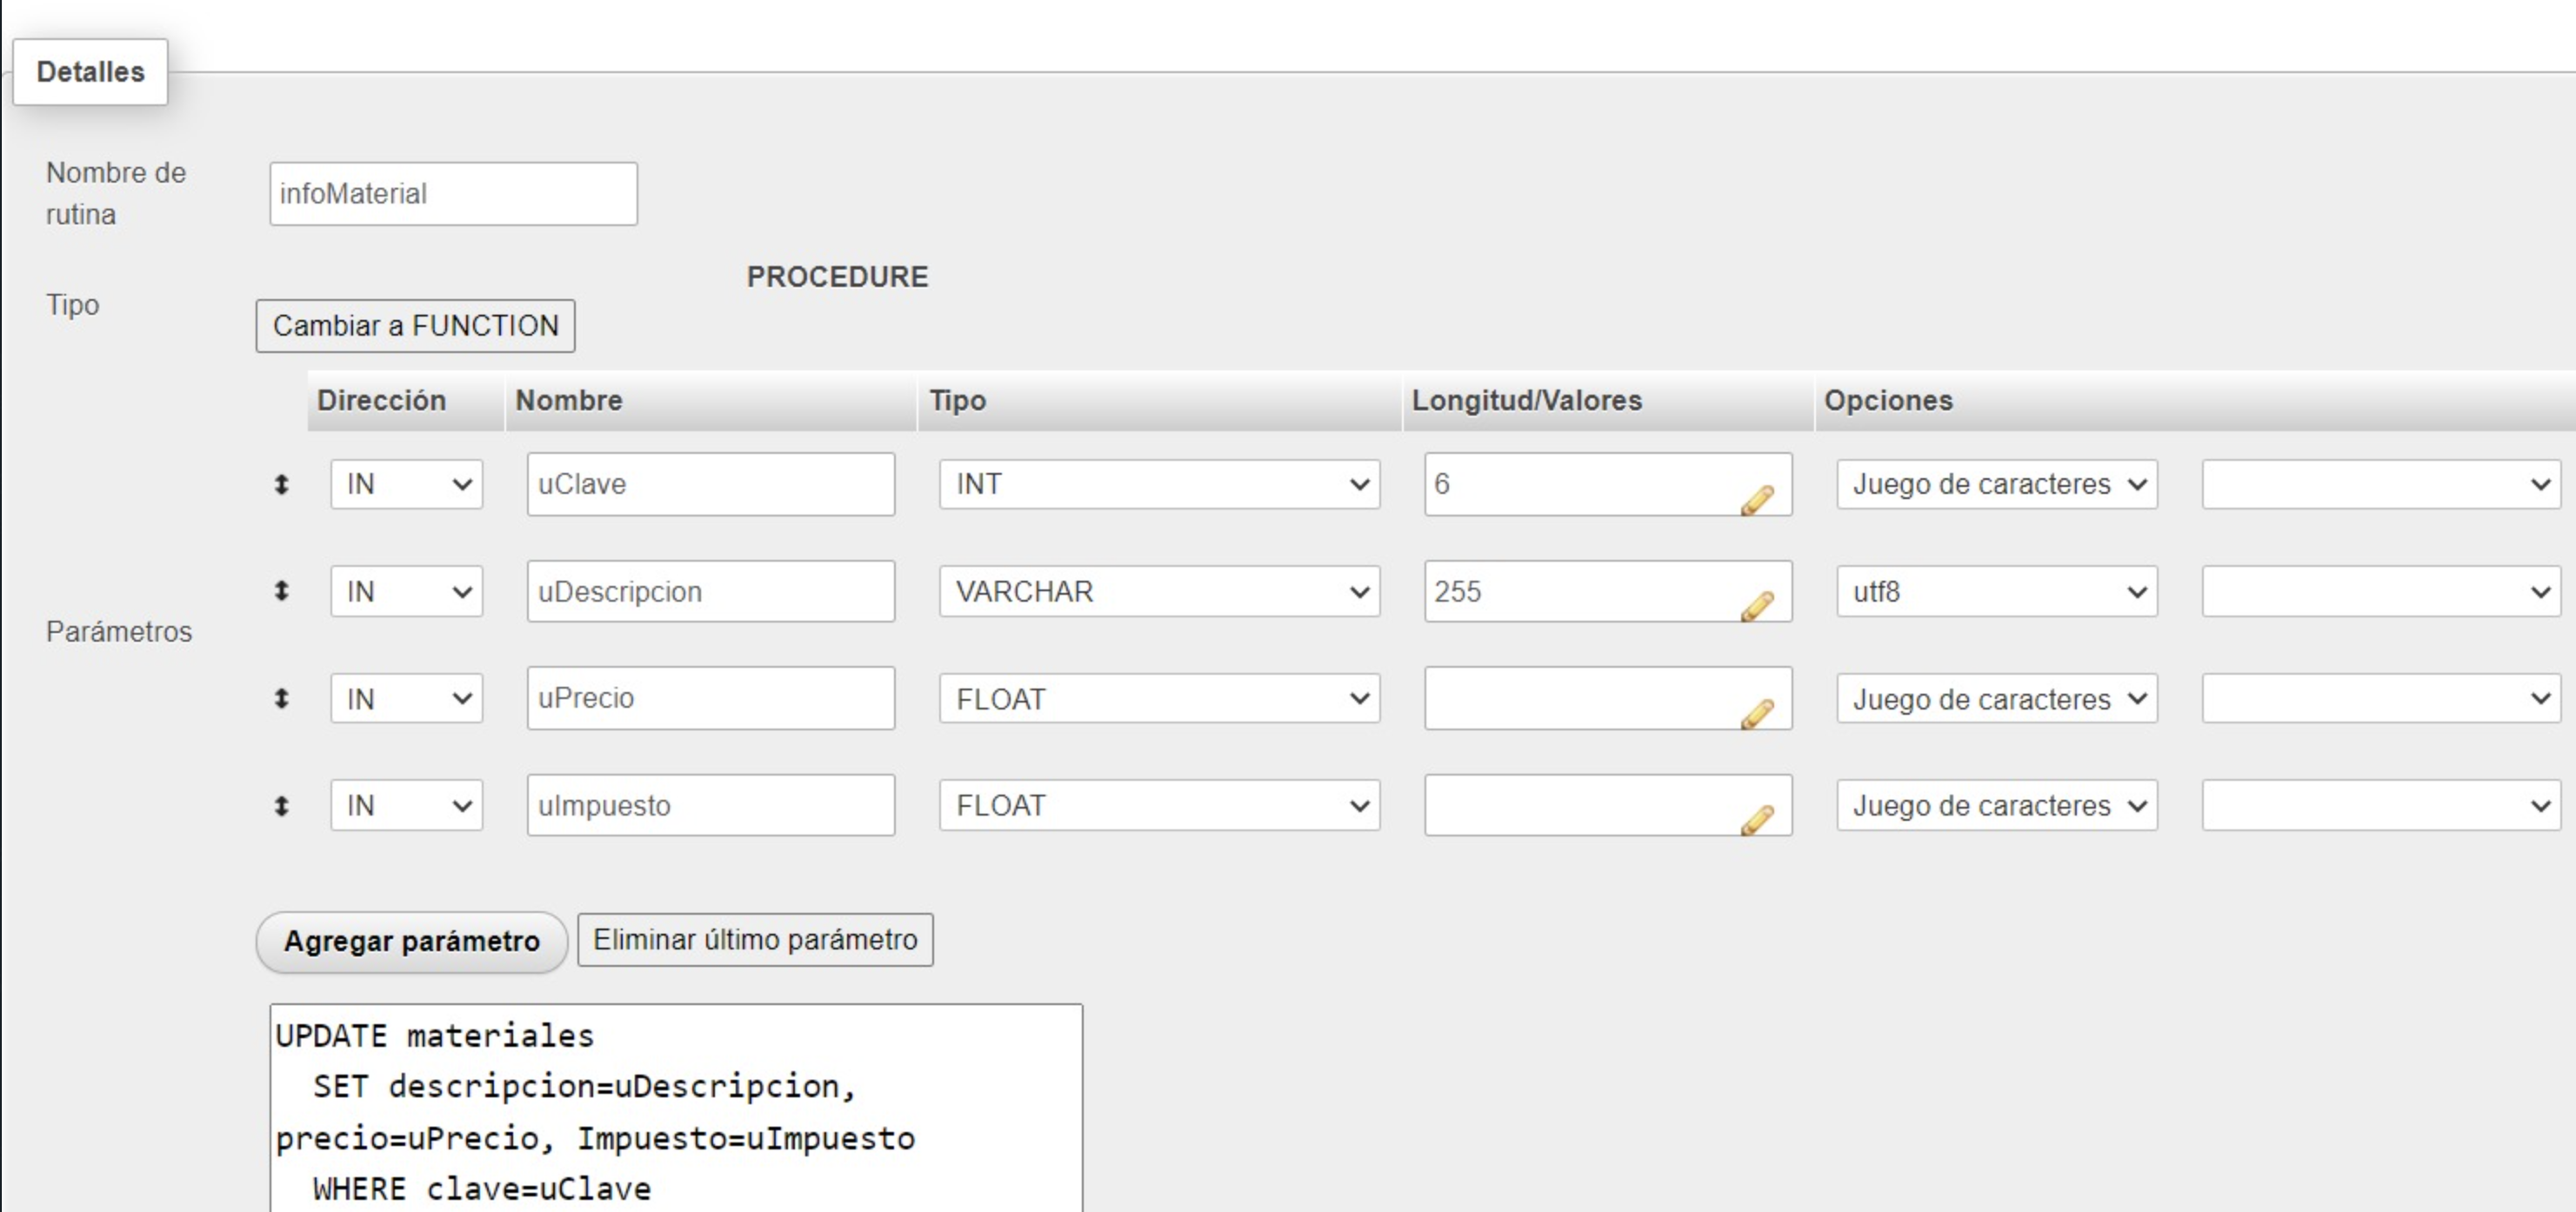 Detalles
Nombre de
rutina
infoMaterial
PROCEDURE
Tipo
Cambiar a FUNCTION
Dirección Nombre Tipo Longitud/Valores Opciones
IN uClave INT 6 Juego de caracteres
IN uDescripcion VARCHAR 255 utf8
Parámetros
IN uPrecio FLOAT Juego de caracteres
IN uImpuesto FLOAT Juego de caracteres
Agregar parámetro Eliminar último parámetro
UPDATE materiales
SET descripcion=uDescripcion,
precio=uPrecio, Impuesto=uImpuesto
WHERE clave=uClave